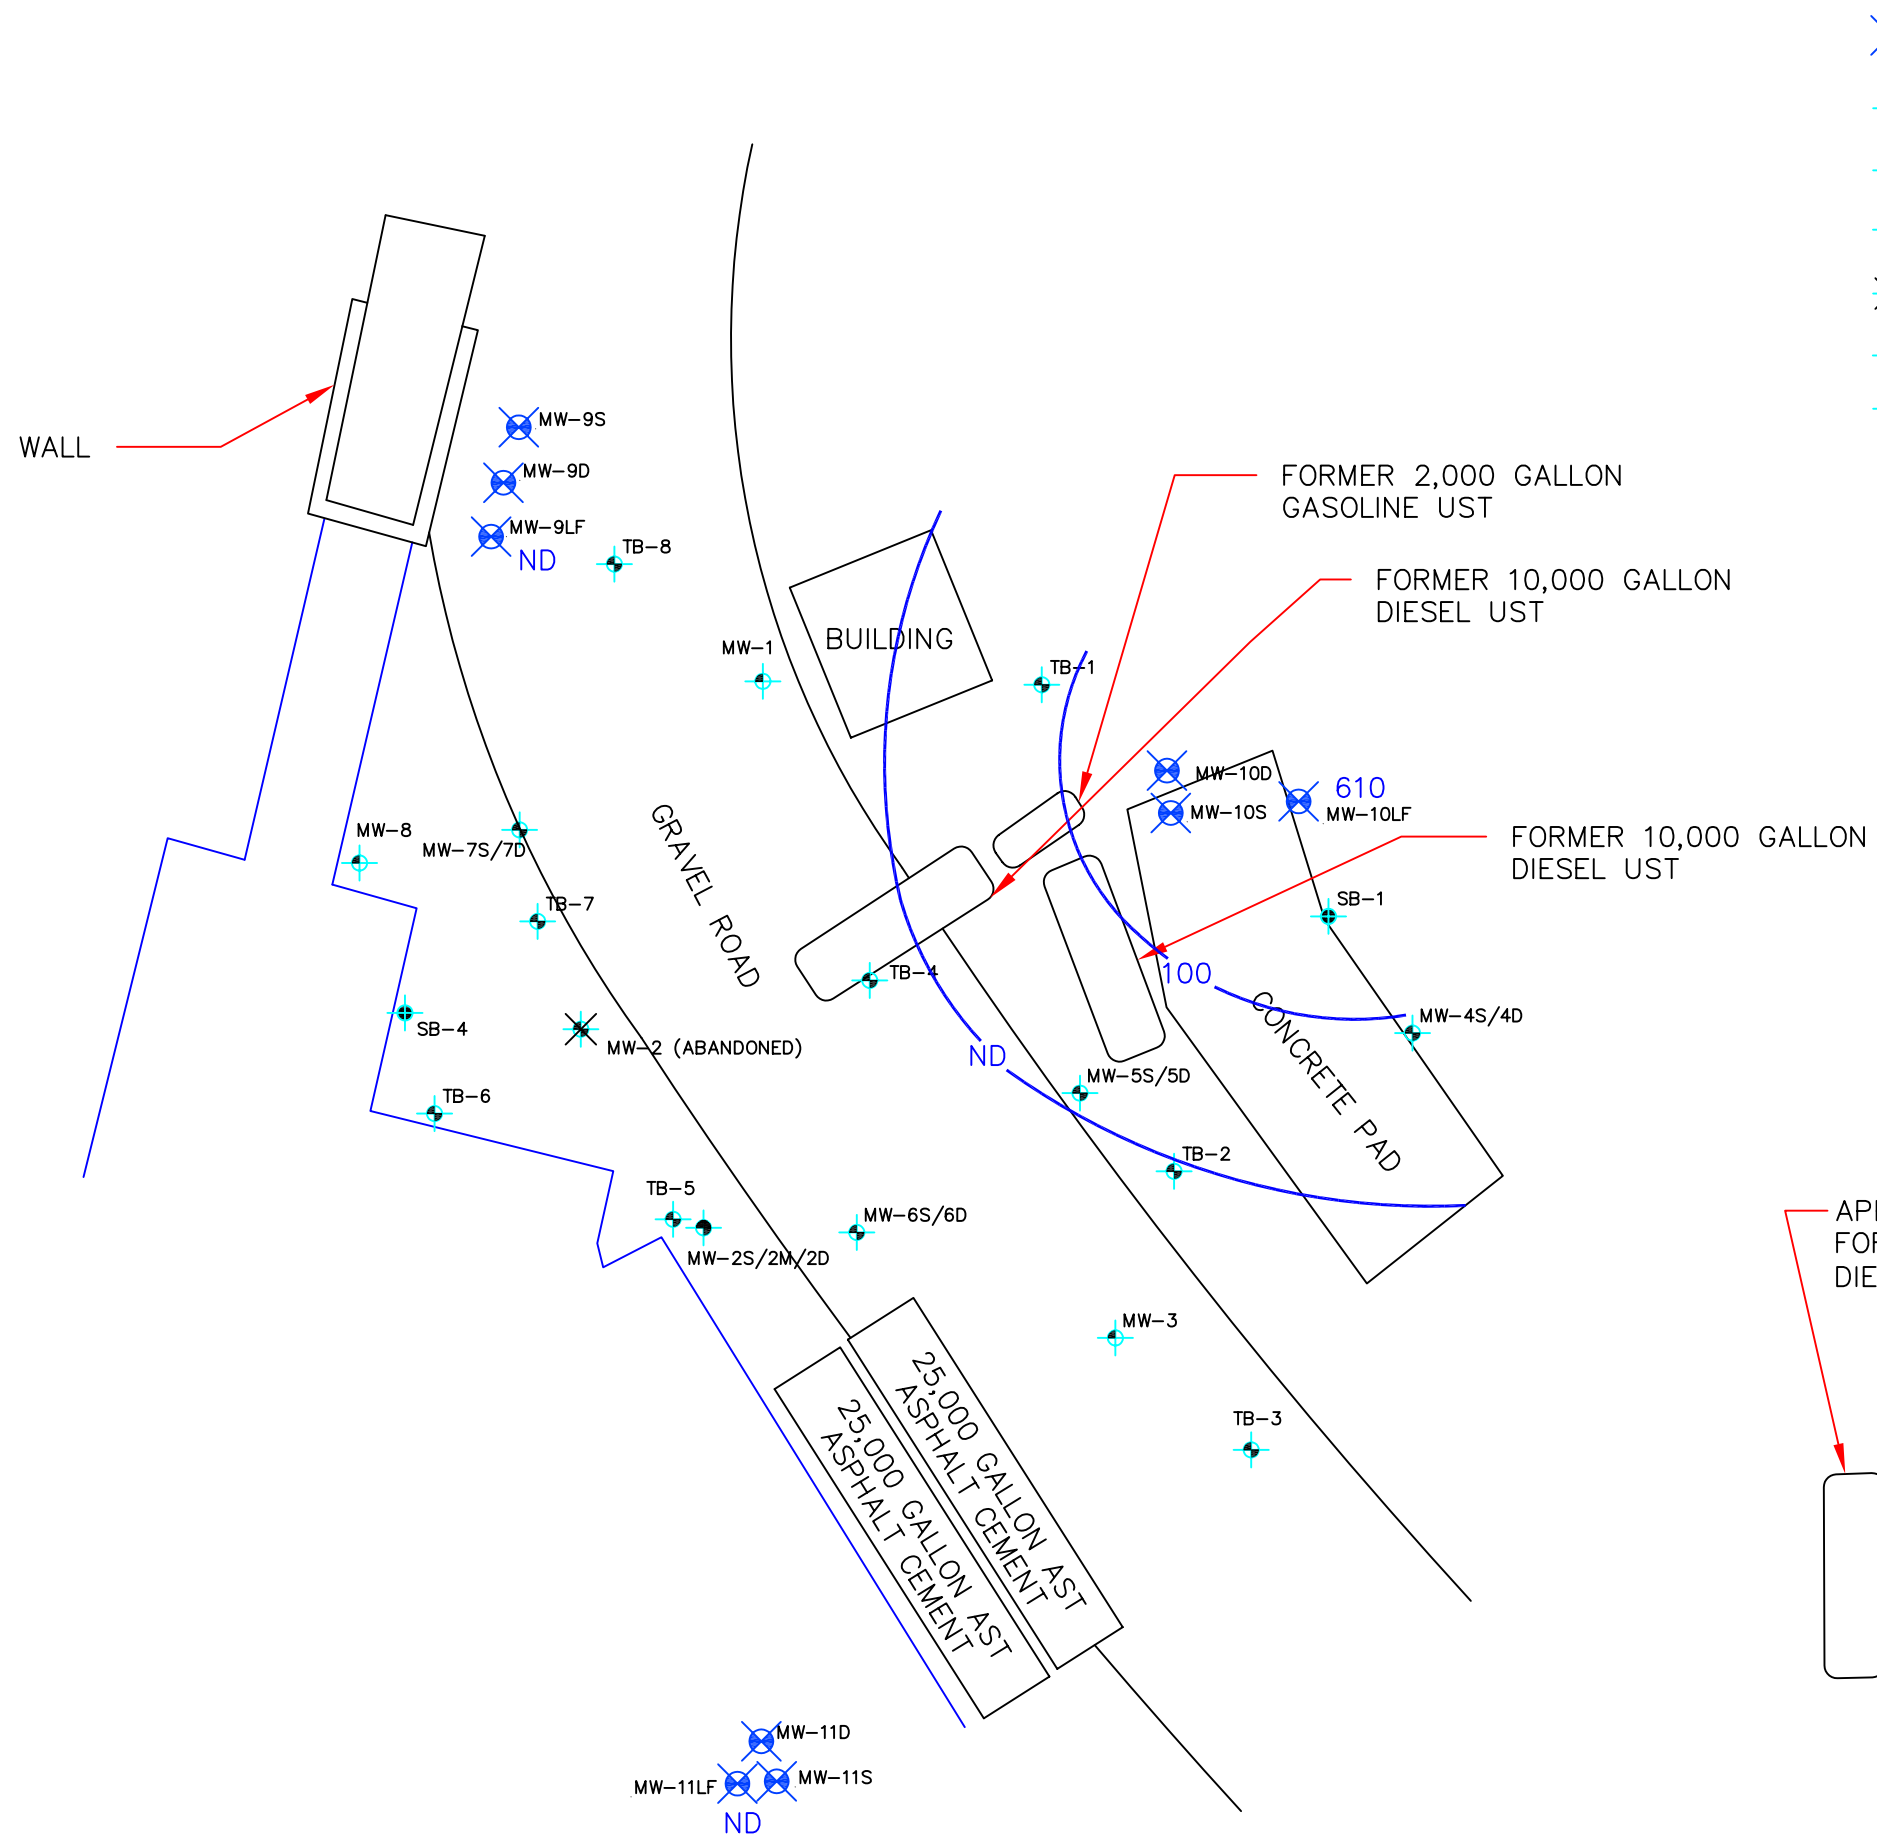 WALL
MW-9S
MW-9D
MW-9LF
ND
TB-8
FORMER 2,000 GALLON
GASOLINE UST
FORMER 10,000 GALLON
DIESEL UST
BUILDING
MW-1
TB-1
MW-10D
MW-10S
610
MW-10LF
FORMER 10,000 GALLON
DIESEL UST
MW-8
MW-7S/7D
GRAVEL ROAD
TB-7
SB-1
TB-4
100
SB-4
MW-2 (ABANDONED)
ND
CONCRETE PAD
MW-4S/4D
MW-5S/5D
TB-6
TB-2
TB-5
MW-6S/6D
MW-2S/2M/2D
MW-3
TB-3
25,000 GALLON AST
ASPHALT CEMENT
25,000 GALLON AST
ASPHALT CEMENT
MW-11D
MW-11LF
MW-11S
ND